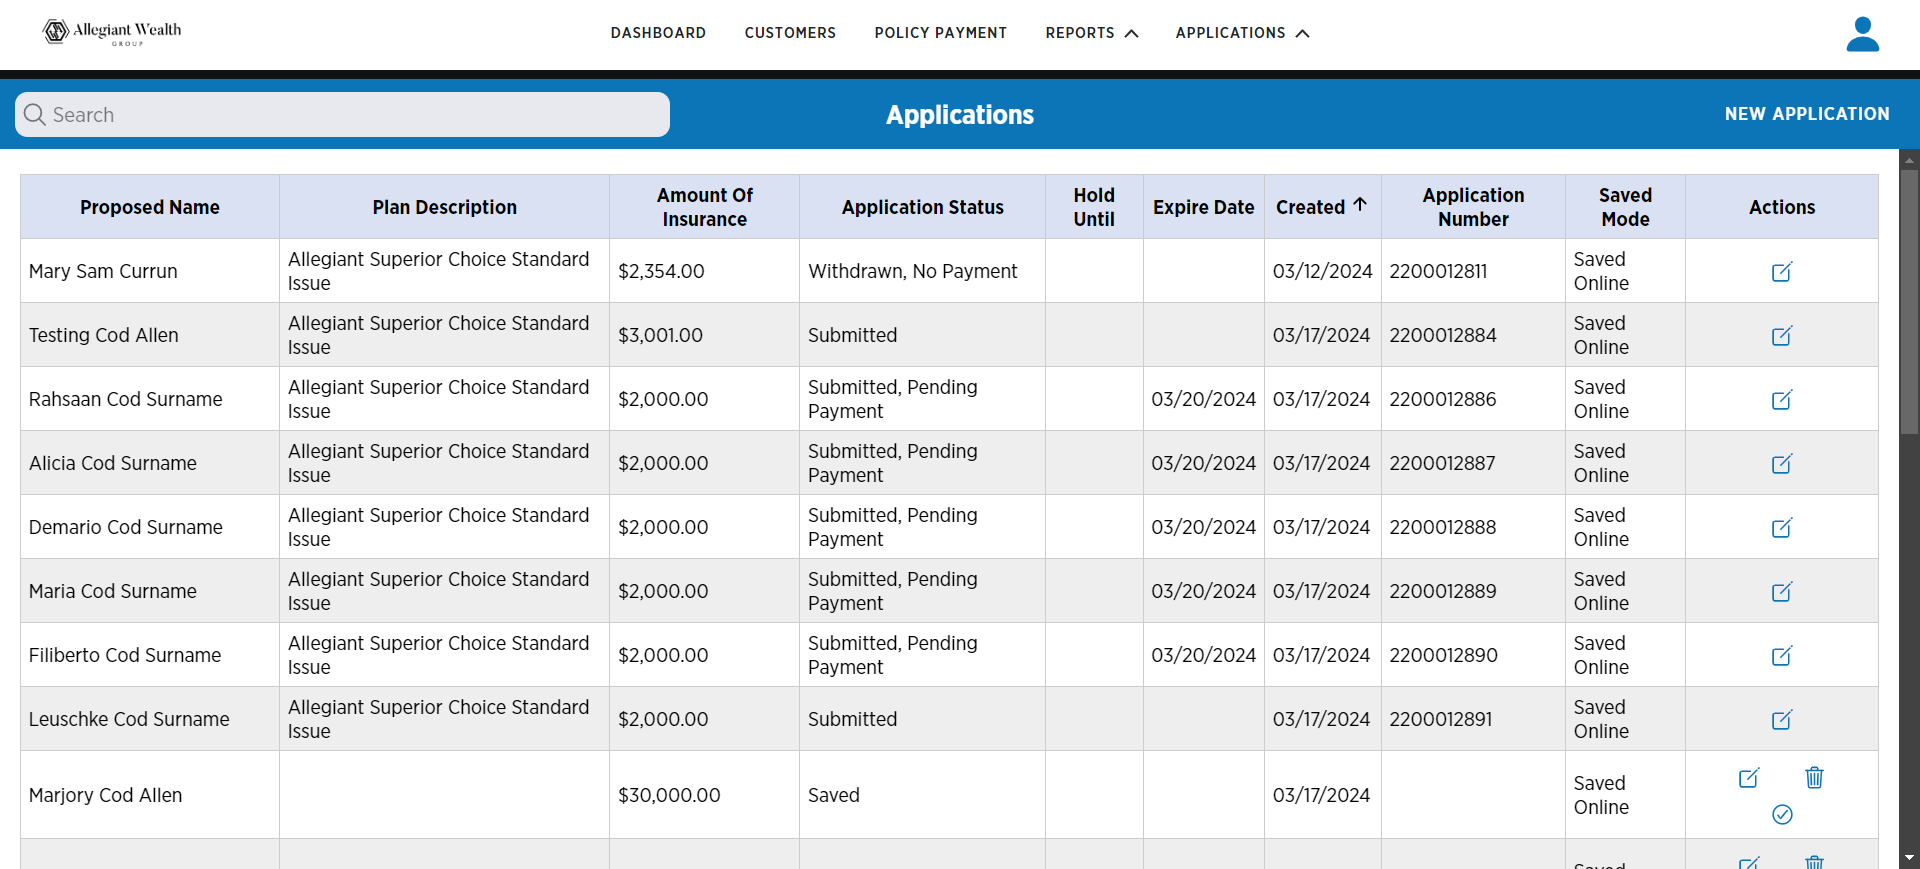 Allegiant Wealth
GROUP
DASHBOARD CUSTOMERS POLICY PAYMENT REPORTS APPLICATIONS
Search
Applications
NEW APPLICATION
Proposed Name Plan Description Amount Of Insurance Application Status Hold Until Expire Date Created Application Number Saved Mode Actions
Mary Sam Currun Allegiant Superior Choice Standard Issue $2,354.00 Withdrawn, No Payment 03/12/2024 2200012811 Saved Online
Testing Cod Allen Allegiant Superior Choice Standard Issue $3,001.00 Submitted 03/17/2024 2200012884 Saved Online
Rahsaan Cod Surname Allegiant Superior Choice Standard Issue $2,000.00 Submitted, Pending Payment 03/20/2024 03/17/2024 2200012886 Saved Online
Alicia Cod Surname Allegiant Superior Choice Standard Issue $2,000.00 Submitted, Pending Payment 03/20/2024 03/17/2024 2200012887 Saved Online
Demario Cod Surname Allegiant Superior Choice Standard Issue $2,000.00 Submitted, Pending Payment 03/20/2024 03/17/2024 2200012888 Saved Online
Maria Cod Surname Allegiant Superior Choice Standard Issue $2,000.00 Submitted, Pending Payment 03/20/2024 03/17/2024 2200012889 Saved Online
Filiberto Cod Surname Allegiant Superior Choice Standard Issue $2,000.00 Submitted, Pending Payment 03/20/2024 03/17/2024 2200012890 Saved Online
Leuschke Cod Surname Allegiant Superior Choice Standard Issue $2,000.00 Submitted 03/17/2024 2200012891 Saved Online
Marjory Cod Allen $30,000.00 Saved 03/17/2024 Saved Online